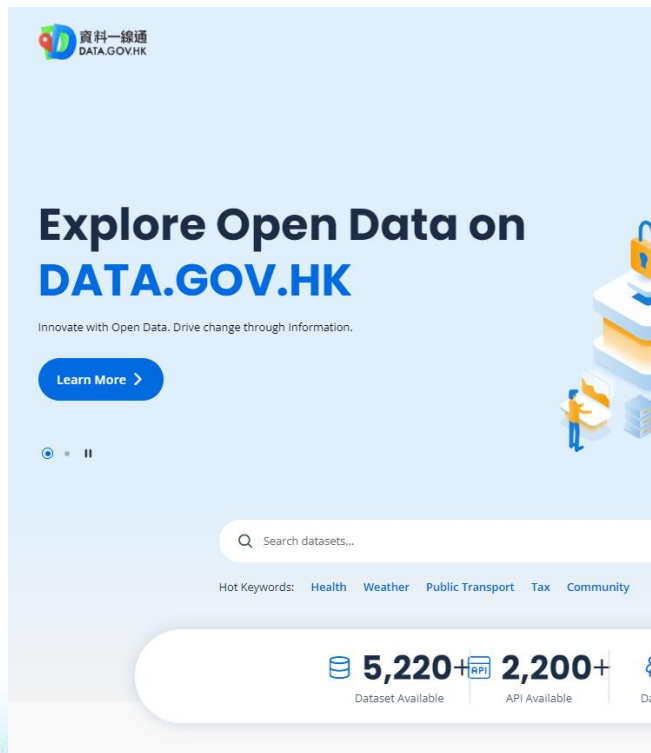 資料一線通
DATA.GOV.HK
Explore Open Data on
DATA.GOV.HK
Innovate with Open Data. Drive change through Information.
Learn More
Search datasets...
Hot Keywords: Health Weather Public Transport Tax Community
5,220+ API 2,200+
Dataset Available API Available